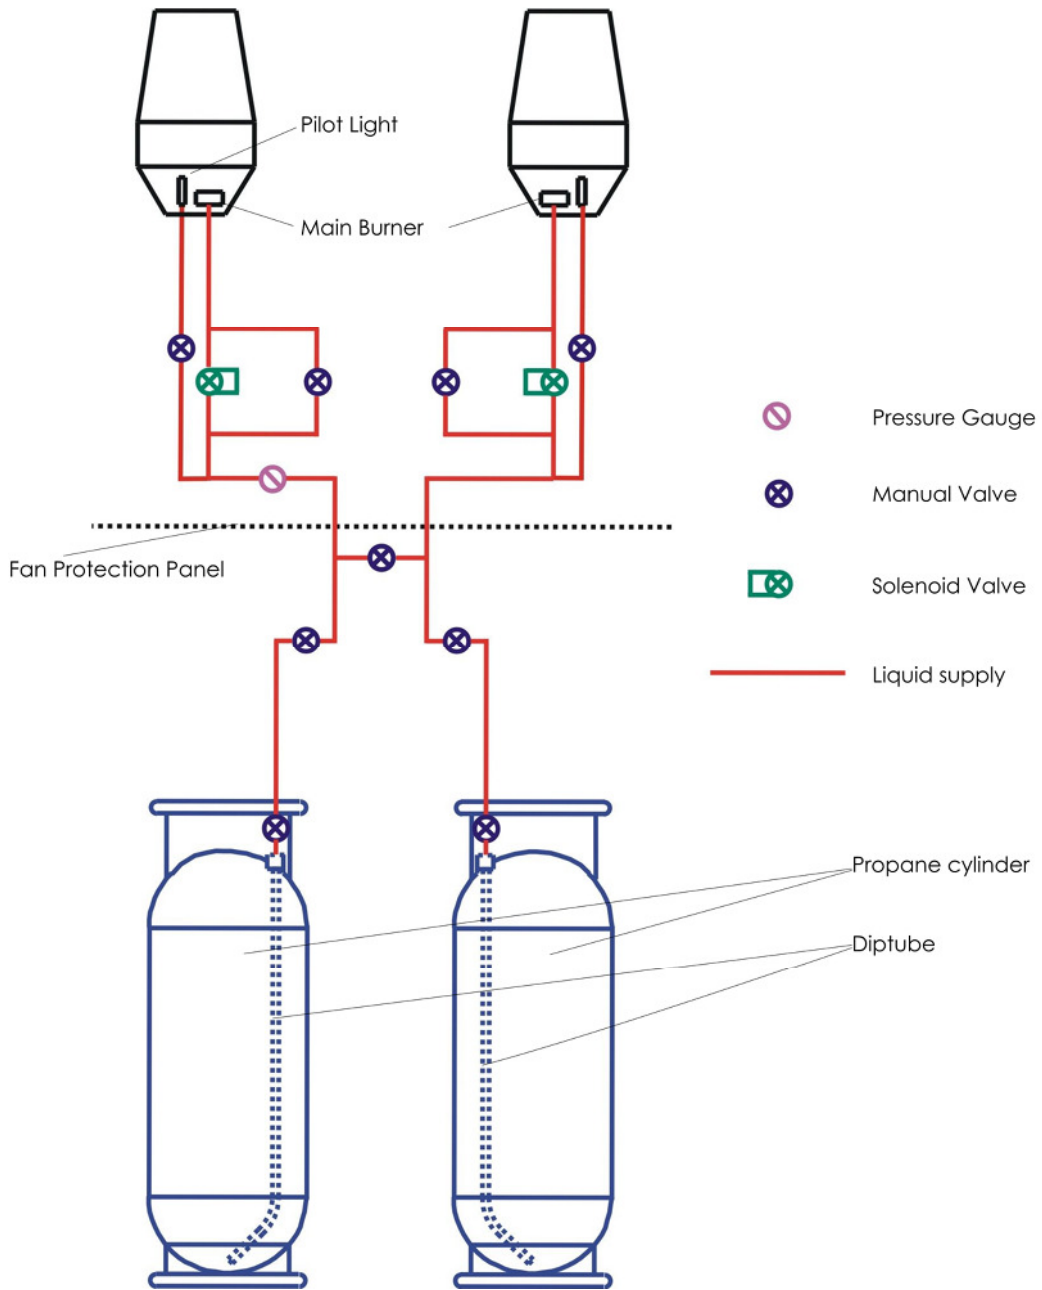 Pilot Light
Main Burner
Pressure Gauge
Manual Valve
Fan Protection Panel
Solenoid Valve
Liquid supply
Propane cylinder
Diptube